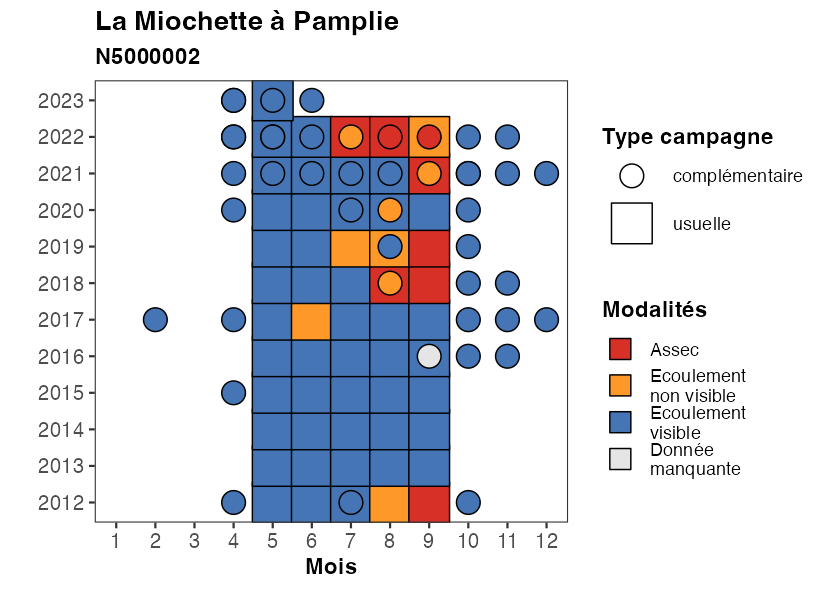 La Miochette à Pamplie
N5000002
2023
2022
2021
2020
2019
2018
2017
2016
2015
2014
2013
2012
1 2 3 4 5 6 7 8 9 10 11 12
Mois
Type campagne
complémentaire
usuelle
Modalités
Assec
Ecoulement
non visible
Ecoulement
visible
Donnée
manquante